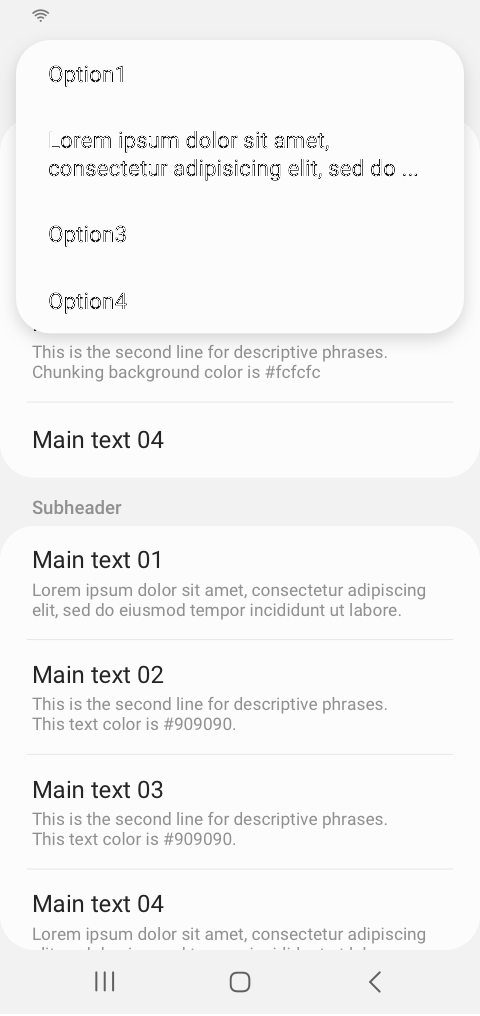 Option1
Lorem ipsum dolor sit amet,
consectetur adipisicing elit, sed do ...
Option3
Option4
This is the second line for descriptive phrases.
Chunking background color is #fcfcfc
Main text 04
Subheader
Main text 01
Lorem ipsum dolor sit amet, consectetur adipiscing
elit, sed do eiusmod tempor incididunt ut labore.
Main text 02
This is the second line for descriptive phrases.
This text color is #909090.
Main text 03
This is the second line for descriptive phrases.
This text color is #909090.
Main text 04
Lorem ipsum dolor sit amet, consectetur adipiscing